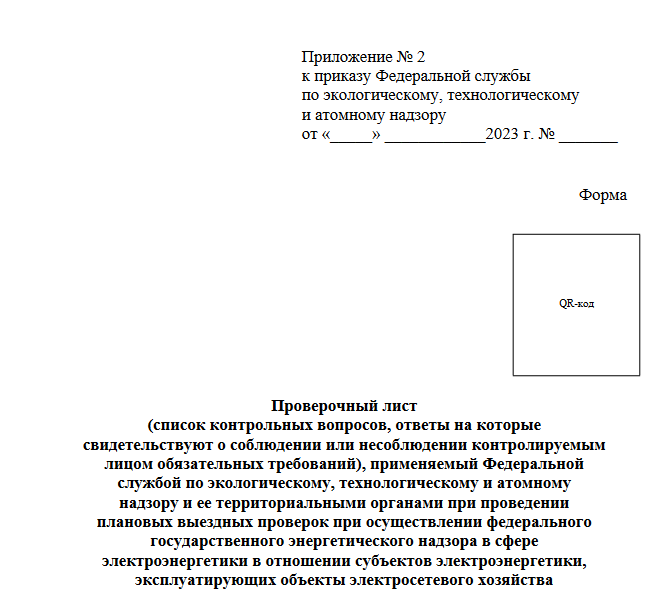 Приложение № 2
к приказу Федеральной службы
по экологическому, технологическому
и атомному надзору
от «_____» _______________2023 г. № _______
Форма
QR-код
Проверочный лист
(список контрольных вопросов, ответы на которые
свидетельствуют о соблюдении или несоблюдении контролируемым
лицом обязательных требований), применяемый Федеральной
службой по экологическому, технологическому и атомному
надзору и ее территориальными органами при проведении
плановых выездных проверок при осуществлении федерального
государственного энергетического надзора в сфере
электроэнергетики в отношении субъектов электроэнергетики,
эксплуатирующих объекты электросетевого хозяйства